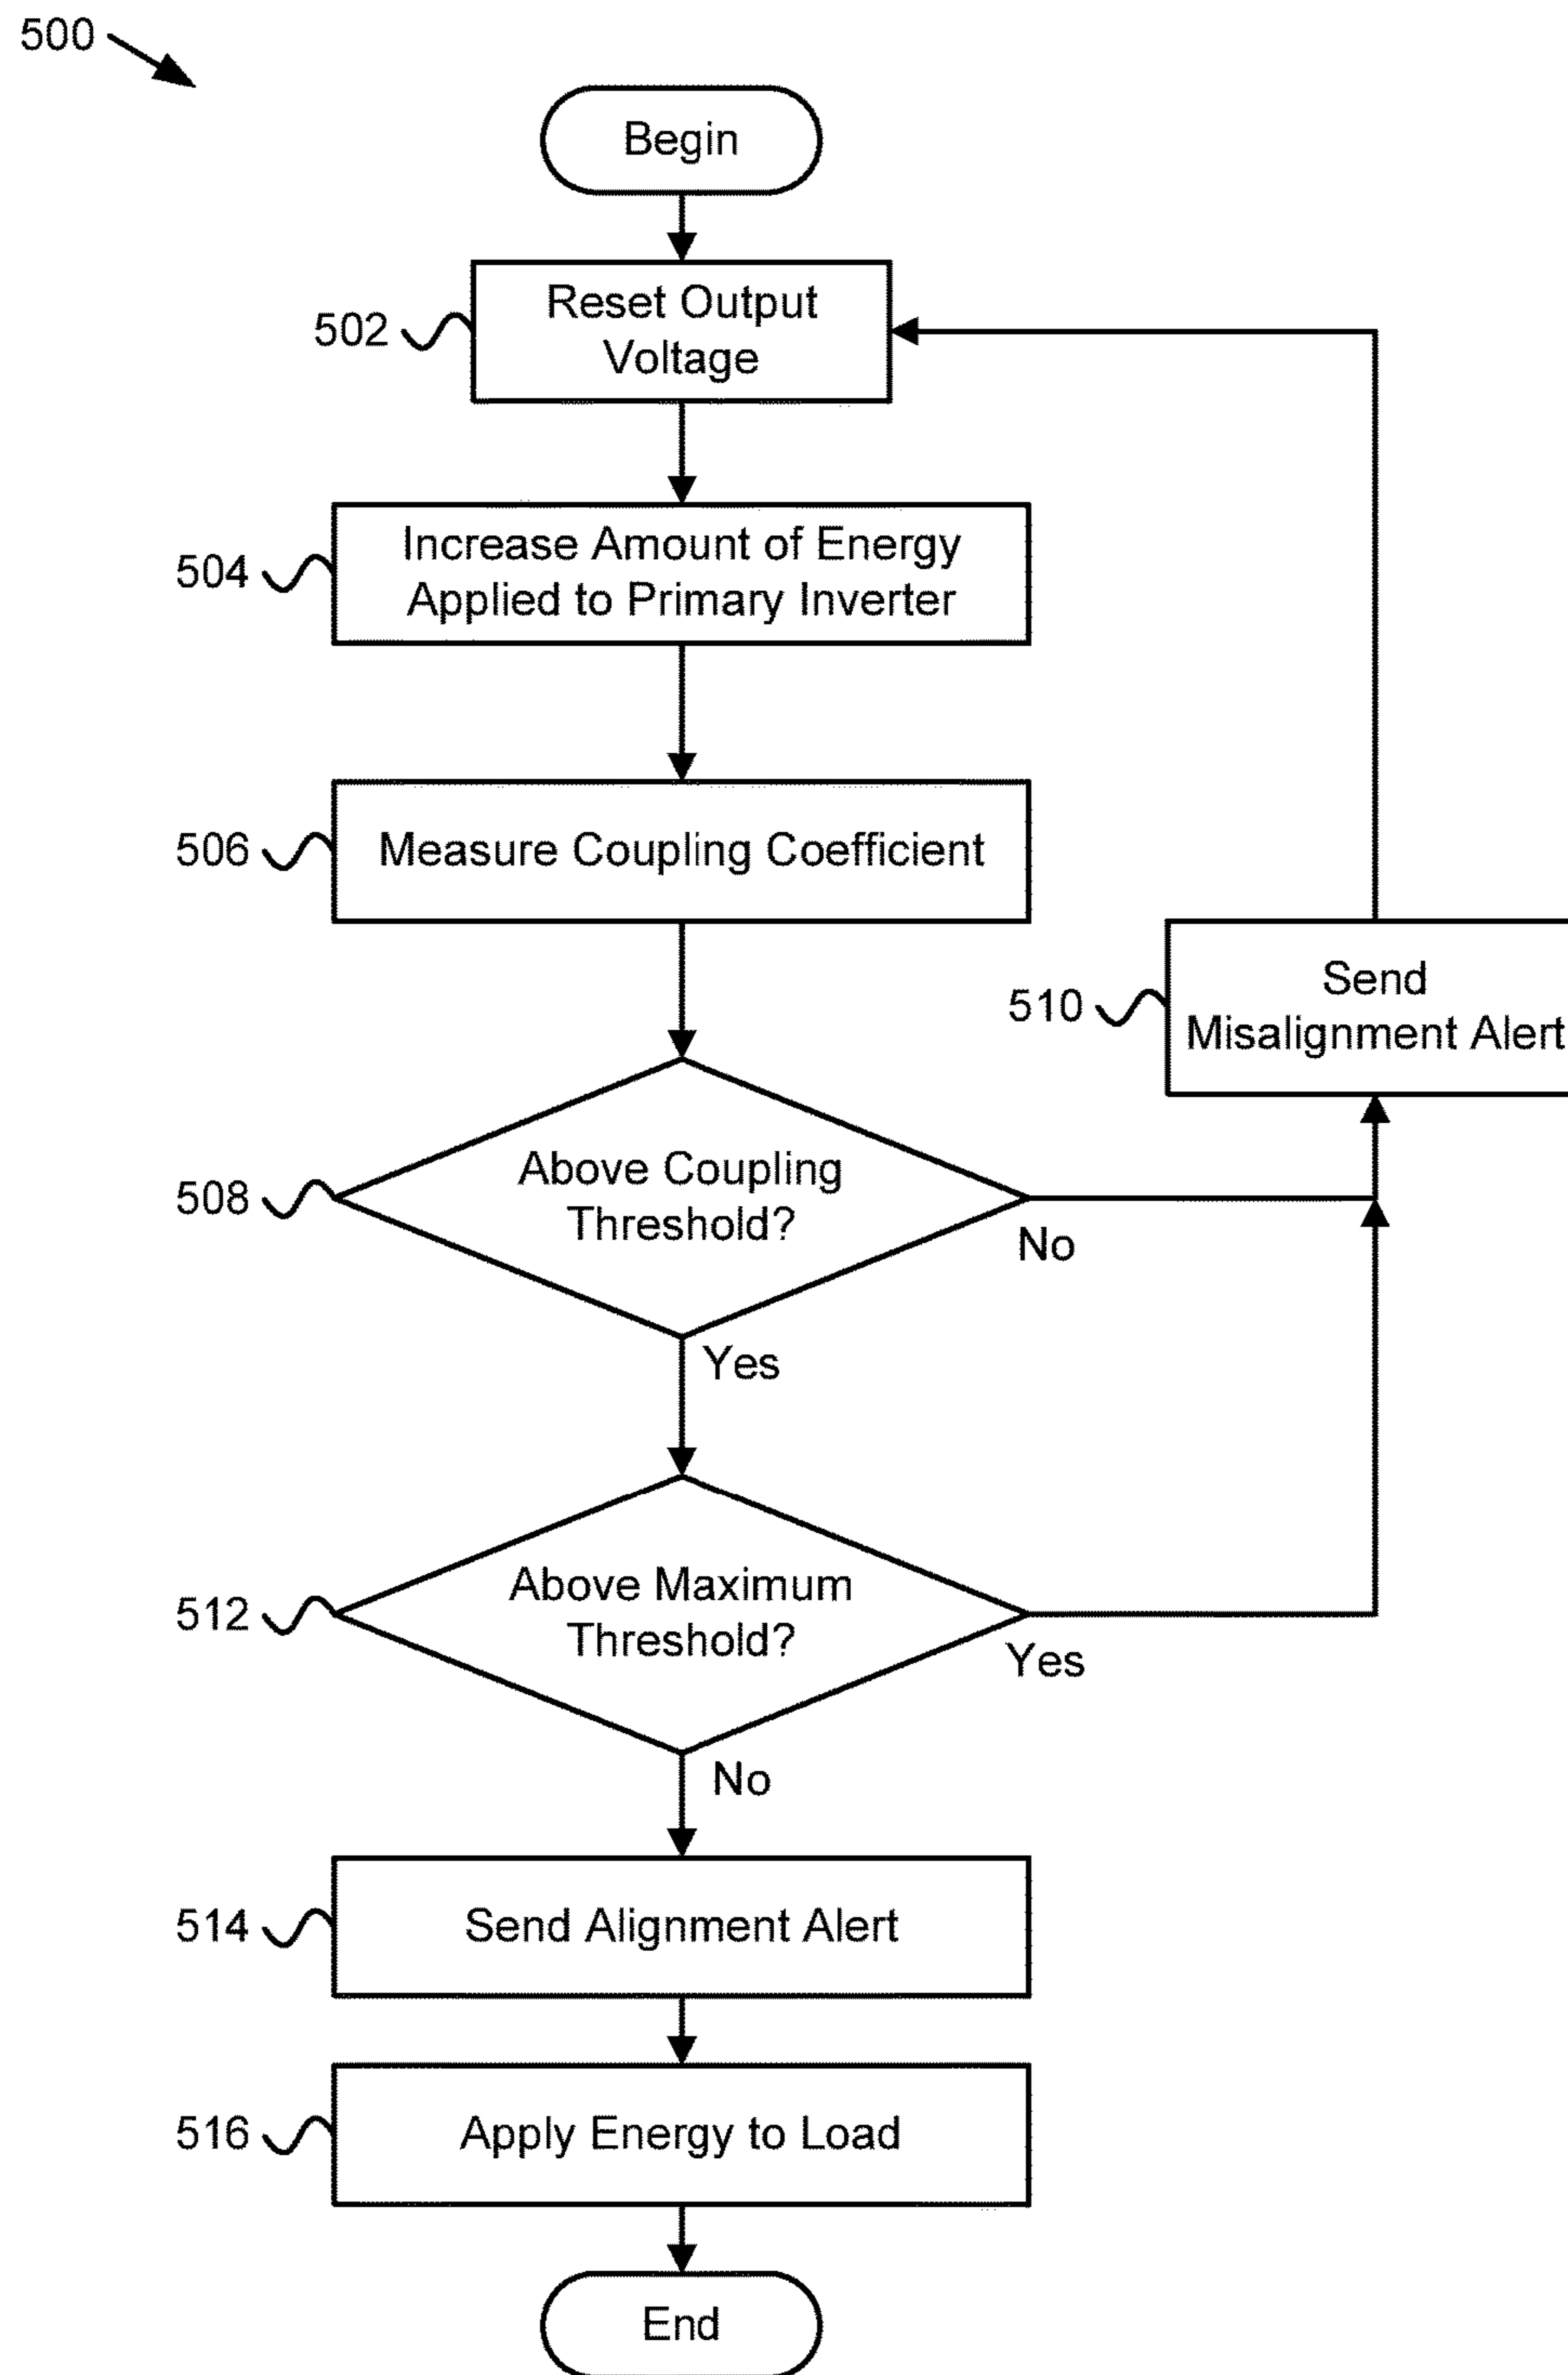 500
Begin
502
Reset Output
Voltage
504
Increase Amount of Energy
Applied to Primary Inverter
506
Measure Coupling Coefficient
510
Send
Misalignment Alert
508
Above Coupling
Threshold?
No
Yes
512
Above Maximum
Threshold?
Yes
No
514
Send Alignment Alert
516
Apply Energy to Load
End